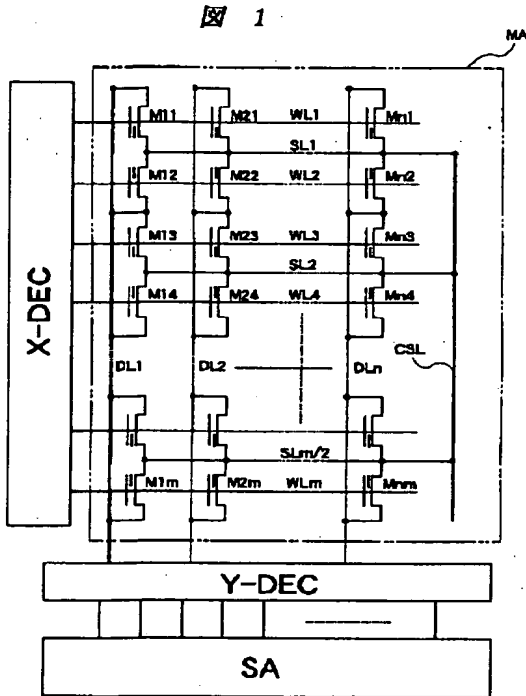 図 1
MA
M11 M21 WL1 Mn1
SL1
M12 M22 WL2 Mn2
M13 M23 WL3 Mn3
SL2
M14 M24 WL4 Mn4
X-DEC
DL1 DL2 DLn CSL
SLm/2
M1m M2m WLm Mnm
Y-DEC
SA